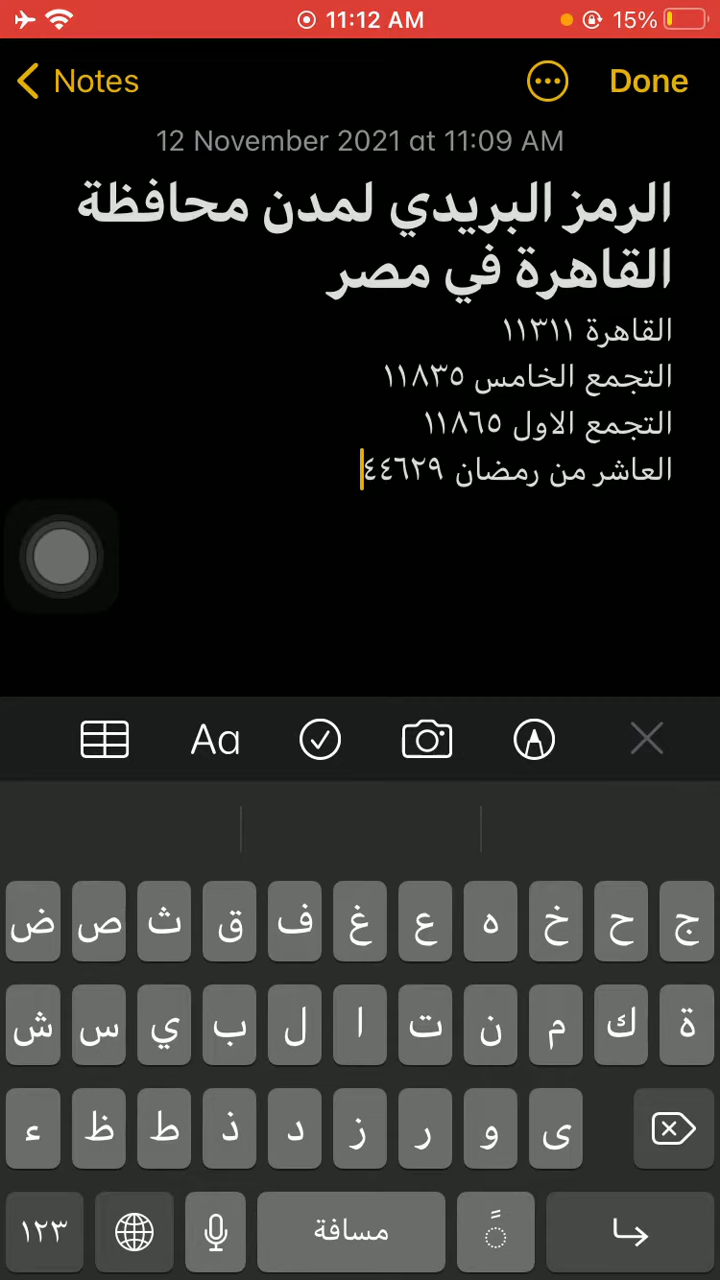 11:12 AM
15%
Notes
Done
12 November 2021 at 11:09 AM
الرمز البريدي لمدن محافظة
القاهرة في مصر
القاهرة ١١٣١١
التجمع الخامس ١١٨٣٥
التجمع الاول ١١٨٦٥
العاشر من رمضان ٤٤٦٢٩
Aa
ض ص ث ق ف غ ع ه خ ح ج
ش س ي ب ل ا ت ن م ك ة
ء ظ ط ذ د ز ر و ى
١٢٣ مسافة